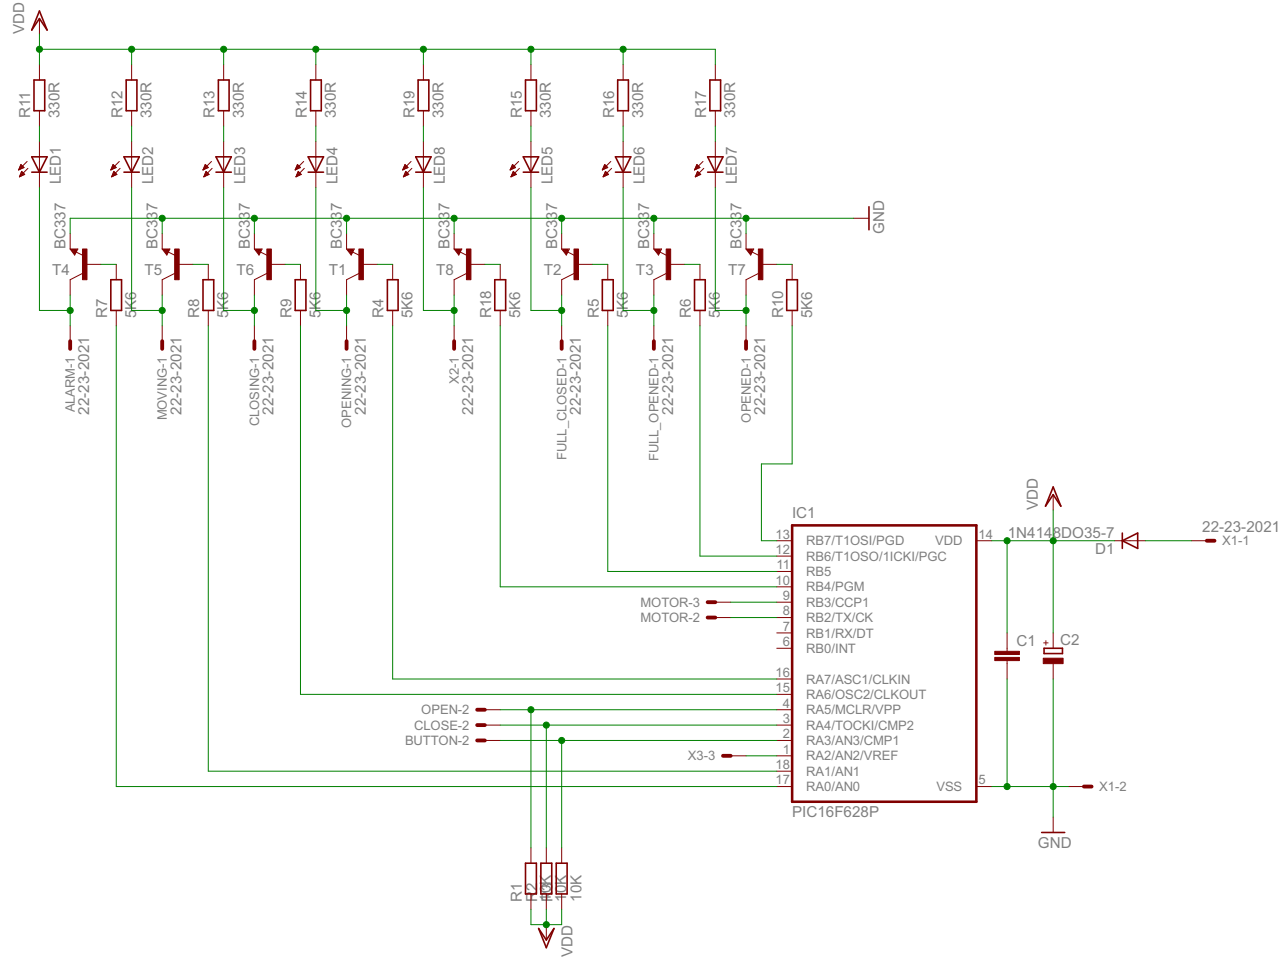 VDD
R11 330R
R12 330R
R13 330R
R14 330R
R19 330R
R15 330R
R16 330R
R17 330R
LED1
LED2
LED3
LED4
LED8
LED5
LED6
LED7
BC337
BC337
BC337
BC337
BC337
BC337
BC337
BC337
GND
T4
T5
T6
T1
T8
T2
T3
T7
R7 5K6
R8 5K6
R9 5K6
R4 5K6
R18 5K6
R5 5K6
R6 5K6
R10 5K6
ALARM-1
22-23-2021
MOVING-1
22-23-2021
CLOSING-1
22-23-2021
OPENING-1
22-23-2021
X2-1
22-23-2021
FULL_CLOSED-1
22-23-2021
FULL_OPENED-1
22-23-2021
OPENED-1
22-23-2021
IC1
13 RB7/T1OSI/PGD
12 RB6/T1OSO/1ICKI/PGC
11 RB5
10 RB4/PGM
MOTOR-3 9 RB3/CCP1
MOTOR-2 8 RB2/TX/CK
7 RB1/RX/DT
6 RB0/INT
16 RA7/ASC1/CLKIN
15 RA6/OSC2/CLKOUT
OPEN-2 4 RA5/MCLR/VPP
CLOSE-2 3 RA4/TOCKI/CMP2
BUTTON-2 2 RA3/AN3/CMP1
X3-3 1 RA2/AN2/VREF
18 RA1/AN1
17 RA0/AN0
VDD 14
VSS 5
PIC16F628P
VDD
1N4148DO35-7
D1
22-23-2021
X1-1
C1
+
C2
X1-2
GND
R1
R2
10K
VDD